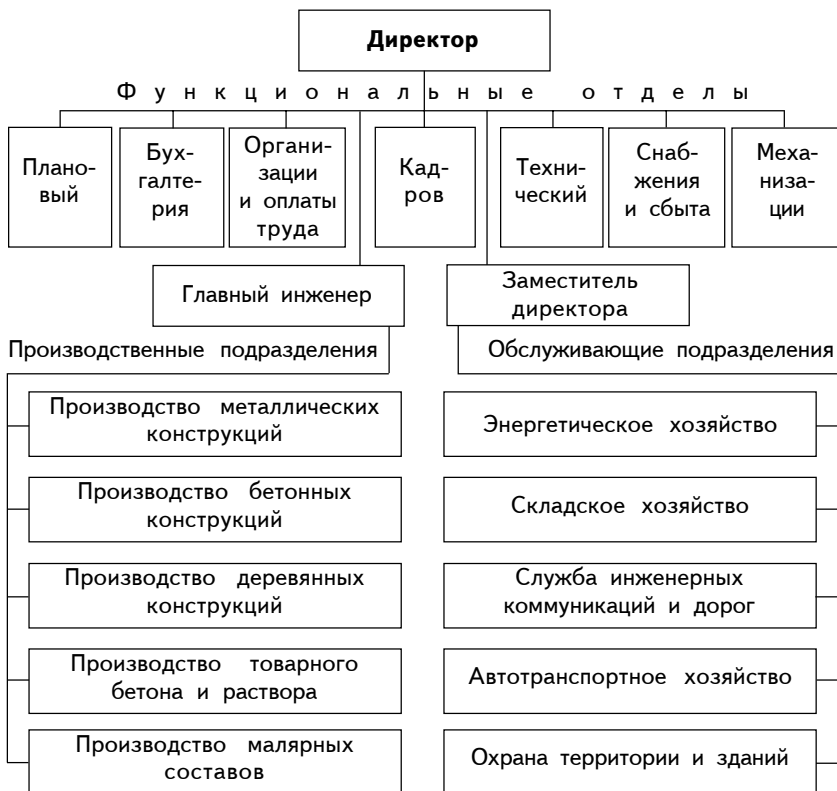 Директор
Функциональные отделы
Плано-
вый
Бух-
галте-
рия
Органи-
зации
и оплаты
труда
Кад-
ров
Техни-
ческий
Снаб-
жения
и сбыта
Меха-
низа-
ции
Главный инженер
Заместитель
директора
Производственные подразделения
Обслуживающие подразделения
Производство металлических
конструкций
Энергетическое хозяйство
Производство бетонных
конструкций
Складское хозяйство
Производство деревянных
конструкций
Служба инженерных
коммуникаций и дорог
Производство товарного
бетона и раствора
Автотранспортное хозяйство
Производство малярных
составов
Охрана территории и зданий